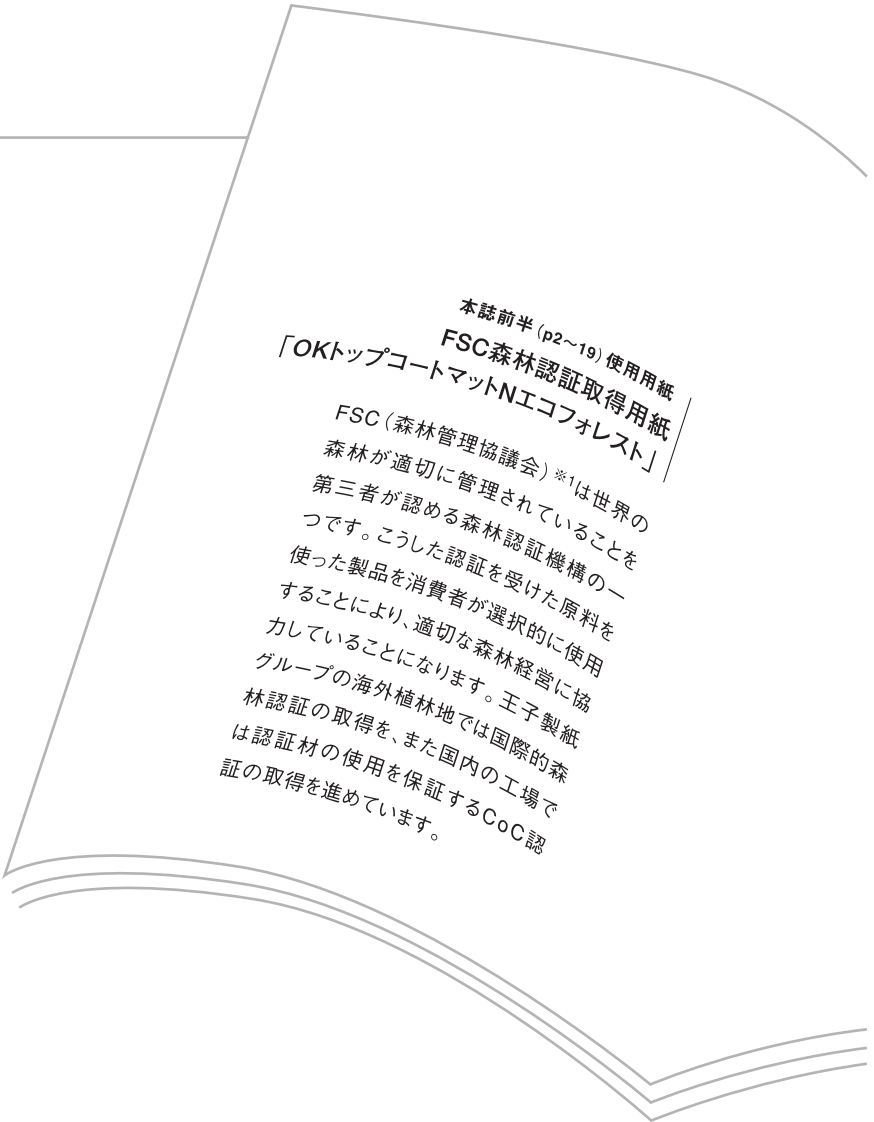 本誌前半(p2～19)使用用紙
FSC森林認証取得用紙
「OKトップコートマットNエコフォレスト」
FSC(森林管理協議会)※1は世界の
森林が適切に管理されていることを
第三者が認める森林認証機構の一
つです。こうした認証を受けた原料を
使った製品を消費者が選択的に使用
することにより、適切な森林経営に協
力していることになります。王子製紙
グループの海外植林地では国際的森
林認証の取得を、また国内の工場で
は認証材の使用を保証するCoC認
証の取得を進めています。